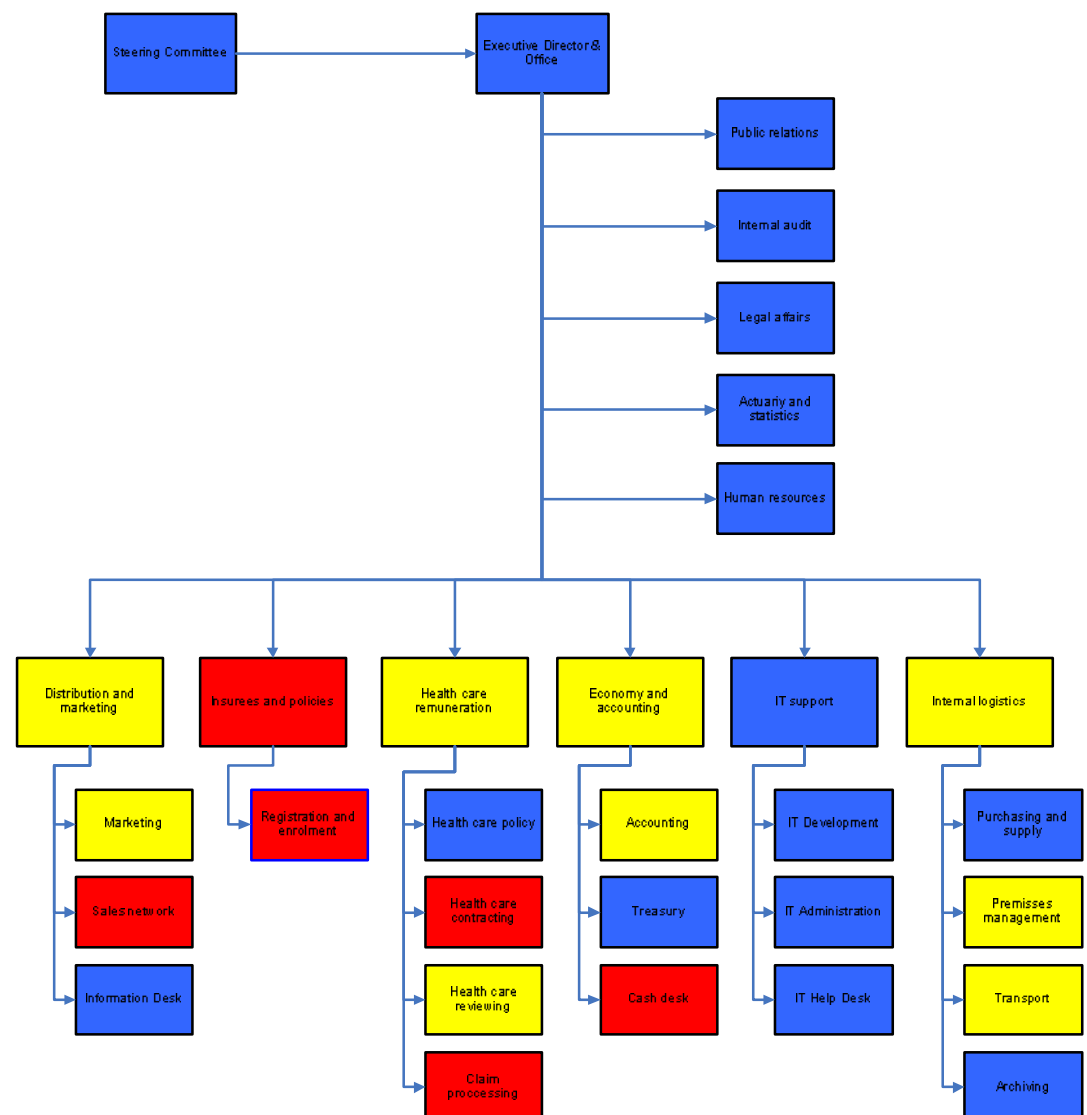 Steering Committee
Executive Director &
Office
Public relations
Internal audit
Legal affairs
Actuariy and
statistics
Human resources
Distribution and
marketing
Insurees and policies
Health care
remuneration
Economy and
accounting
IT support
Internal logistics
Marketing
Registration and
enrolment
Health care policy
Accounting
IT Development
Purchasing and
supply
Sales network
Health care
contracting
Treasury
IT Administration
Premisses
management
Information Desk
Health care
reviewing
Cash desk
IT Help Desk
Transport
Claim
proccessing
Archiving